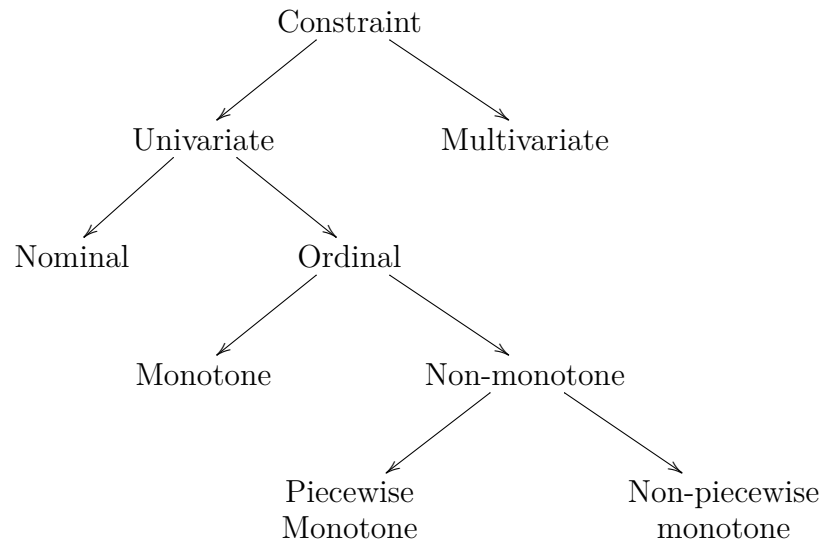 Constraint
Univariate
Multivariate
Nominal
Ordinal
Monotone
Non-monotone
Piecewise
Monotone
Non-piecewise
monotone